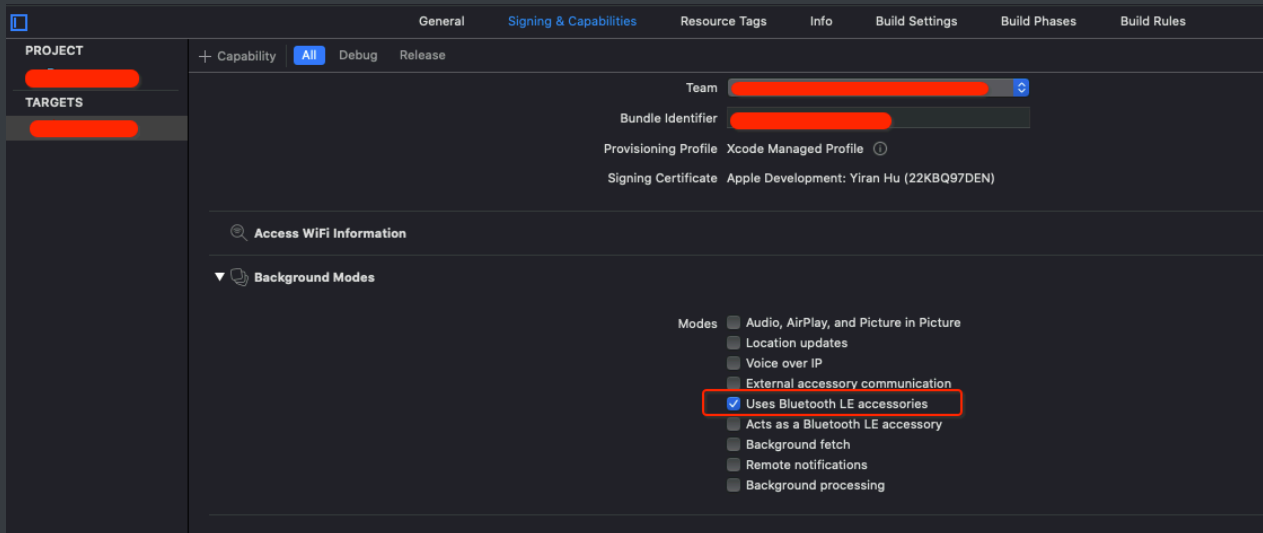 General Signing & Capabilities Resource Tags Info Build Settings Build Phases Build Rules
PROJECT
TARGETS
+ Capability All Debug Release
Team
Bundle Identifier
Provisioning Profile Xcode Managed Profile
Signing Certificate Apple Development: Yiran Hu (22KBQ97DEN)
Access WiFi Information
Background Modes
Modes Audio, AirPlay, and Picture in Picture
Location updates
Voice over IP
External accessory communication
Uses Bluetooth LE accessories
Acts as a Bluetooth LE accessory
Background fetch
Remote notifications
Background processing